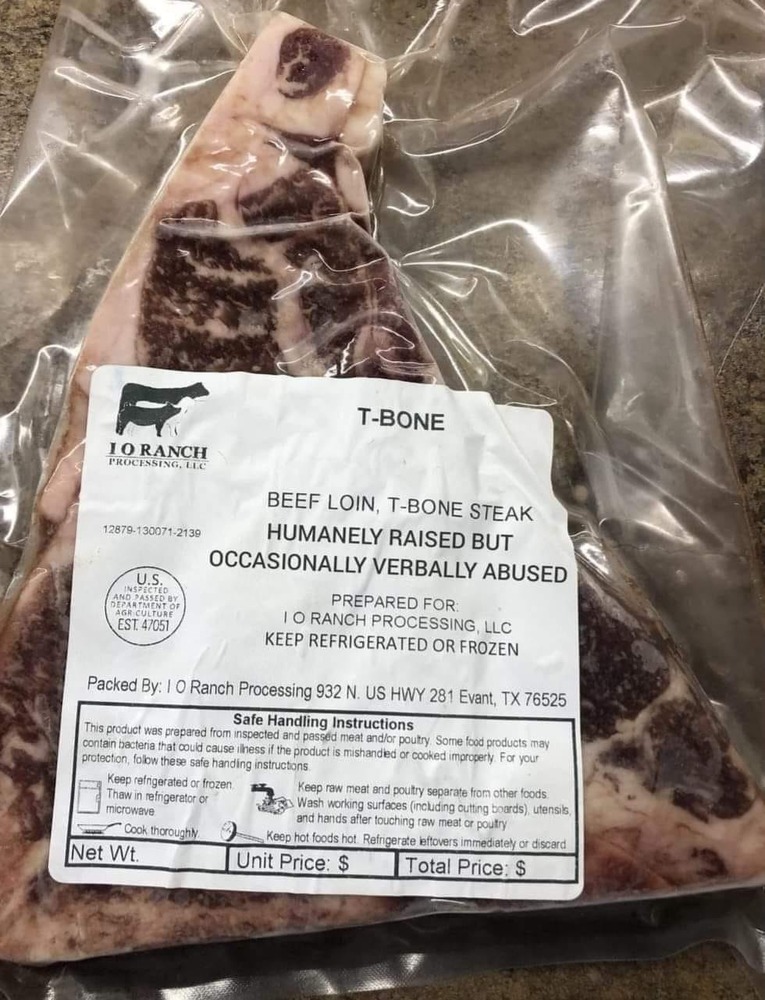 T-BONE
I O RANCH
PROCESSING, LLC
BEEF LOIN, T-BONE STEAK
12879-130071-2139
HUMANELY RAISED BUT
OCCASIONALLY VERBALLY ABUSED
U.S.
INSPECTED
AND PASSED BY
DEPARTMENT OF
AGRICULTURE
EST. 47051
PREPARED FOR:
I O RANCH PROCESSING, LLC
KEEP REFRIGERATED OR FROZEN
Packed By: I O Ranch Processing 932 N. US HWY 281 Evant, TX 76525
Safe Handling Instructions
This product was prepared from inspected and passed meat and/or poultry. Some food products may
contain bacteria that could cause illness if the product is mishandled or cooked improperly. For your
protection, follow these safe handling instructions.
Keep refrigerated or frozen.
Thaw in refrigerator or
microwave
Keep raw meat and poultry separate from other foods.
Wash working surfaces (including cutting boards), utensils,
and hands after touching raw meat or poultry
Cook thoroughly.
Keep hot foods hot. Refrigerate leftovers immediately or discard
Net Wt.
Unit Price: $
Total Price: $